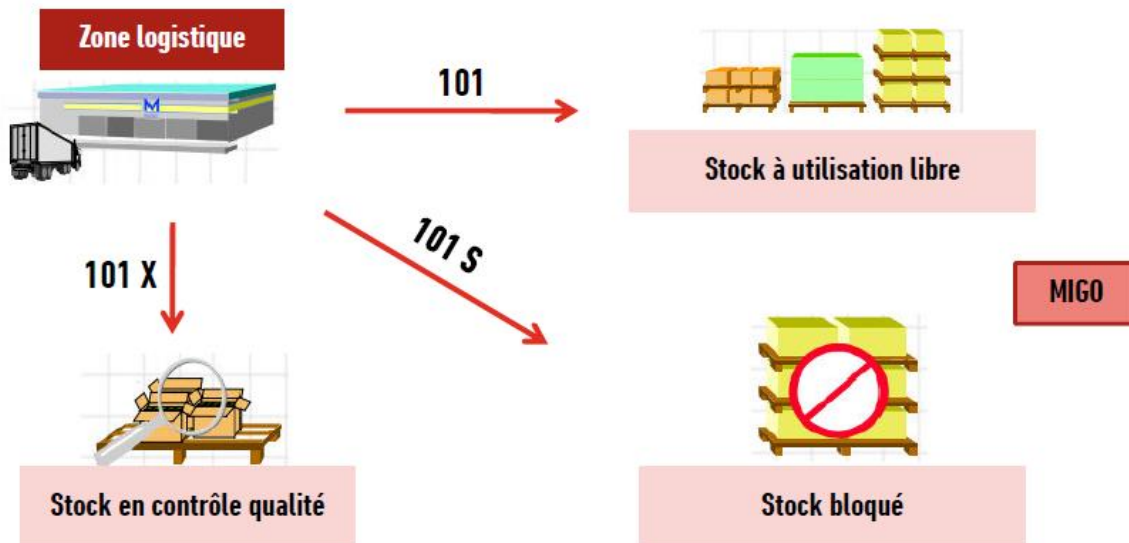 Zone logistique
101
Stock à utilisation libre
101 S
101 X
MIGO
Stock en contrôle qualité
Stock bloqué